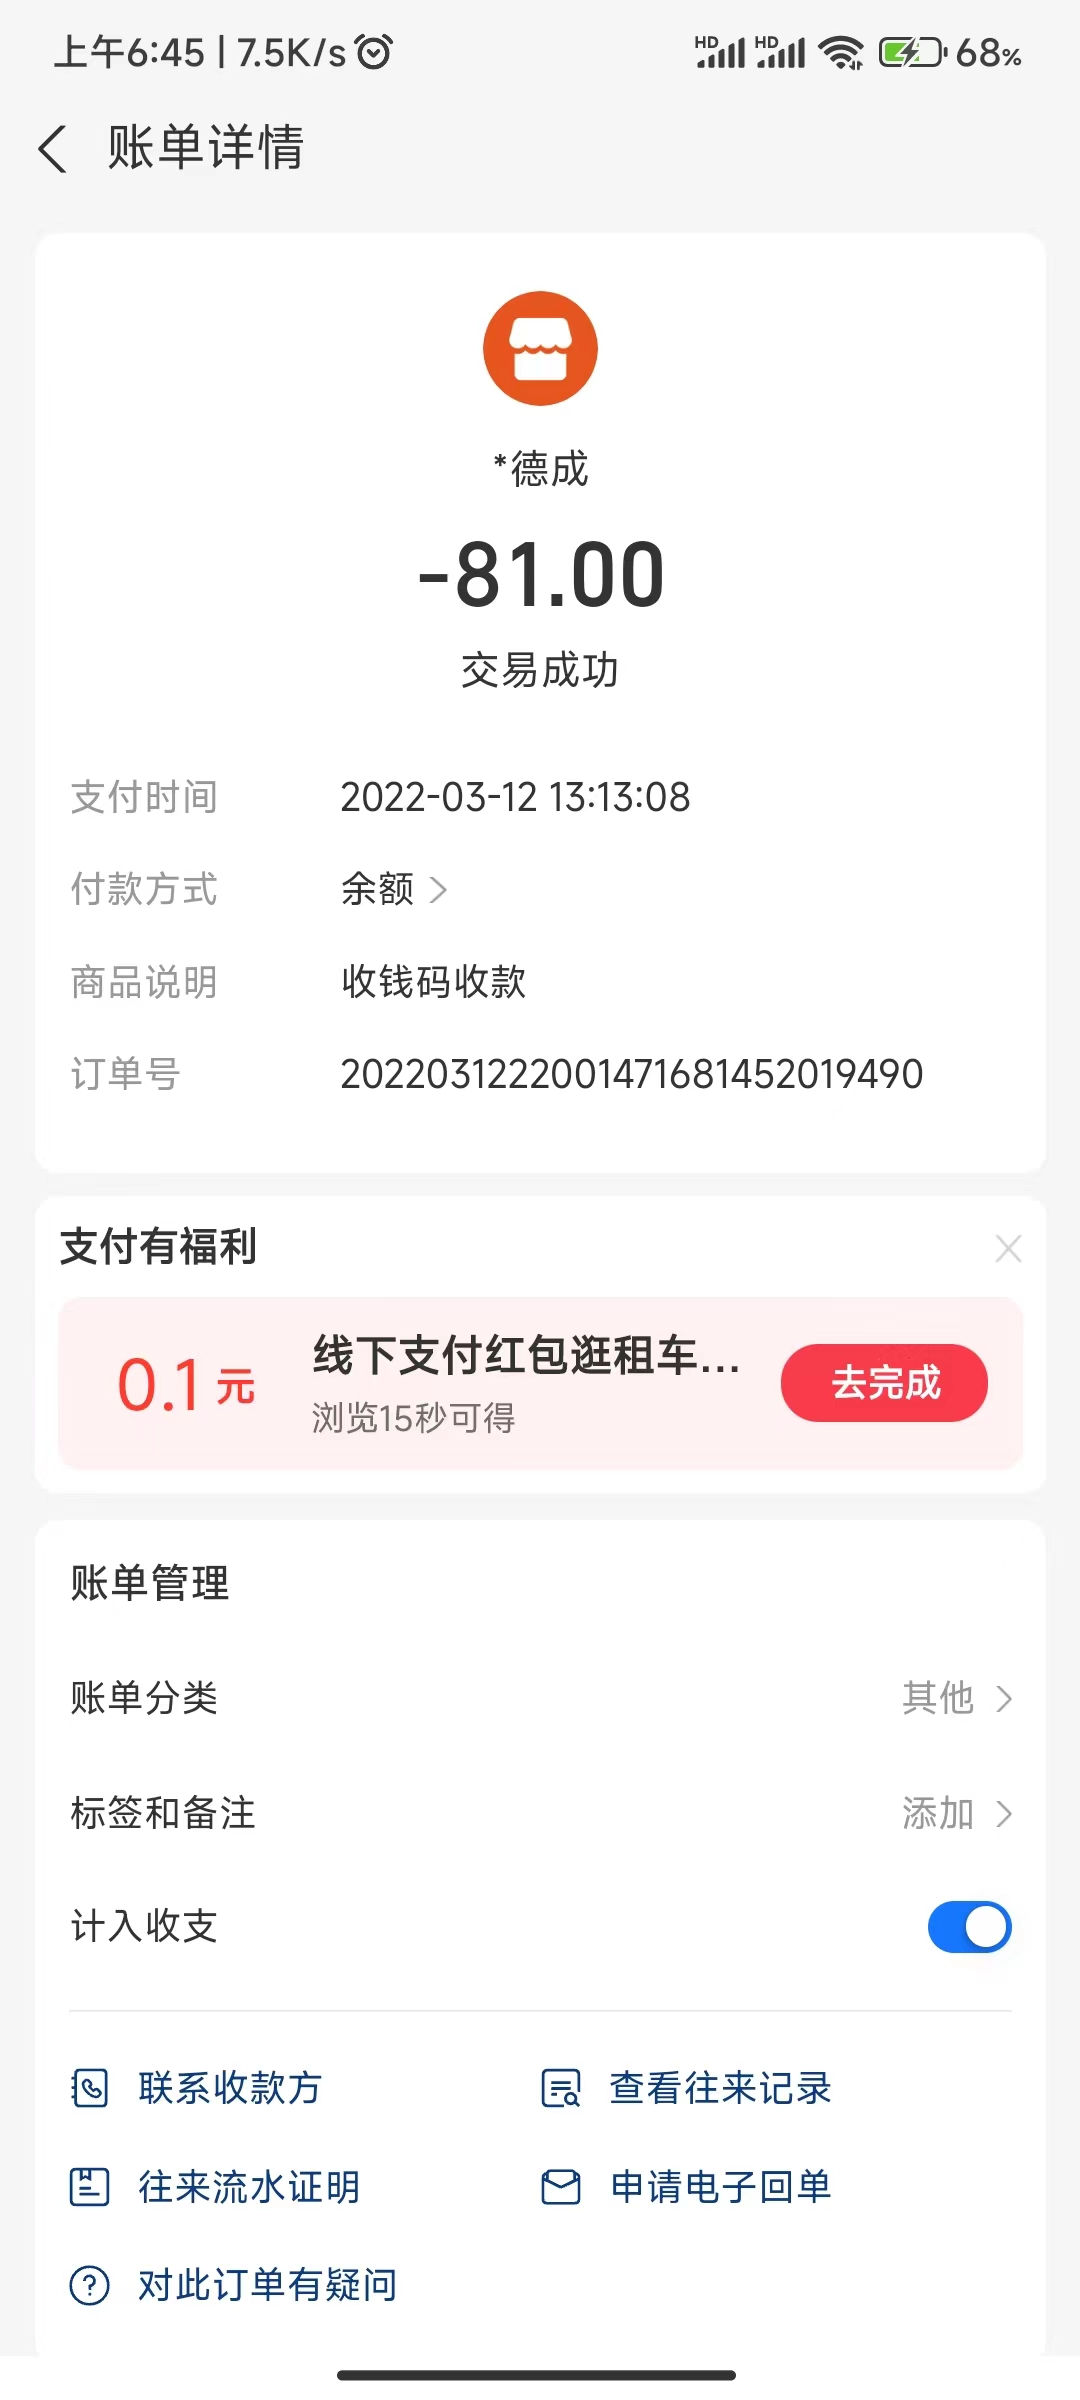 上午6:45 | 7.5K/s
HD HD 68%
账单详情
*德成
-81.00
交易成功
支付时间 2022-03-12 13:13:08
付款方式 余额
商品说明 收钱码收款
订单号 2022031222001471681452019490
支付有福利
0.1元 线下支付红包逛租车...
浏览15秒可得
去完成
账单管理
账单分类 其他
标签和备注 添加
计入收支
联系收款方 查看往来记录
往来流水证明 申请电子回单
对此订单有疑问